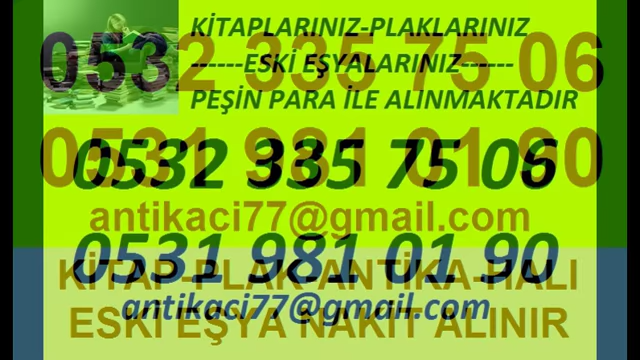 KİTAPLARINIZ-PLAKLARINIZ
------ESKİ EŞYALARINIZ------
PEŞİN PARA İLE ALINMAKTADIR
0532 335 75 06
0531 981 01 90
antikaci77@gmail.com
0532 335 75 06
0531 981 01 90
antikaci77@gmail.com
KİTAP-PLAK-ANTİKA-HALI
ESKİ EŞYA NAKİT ALINIR